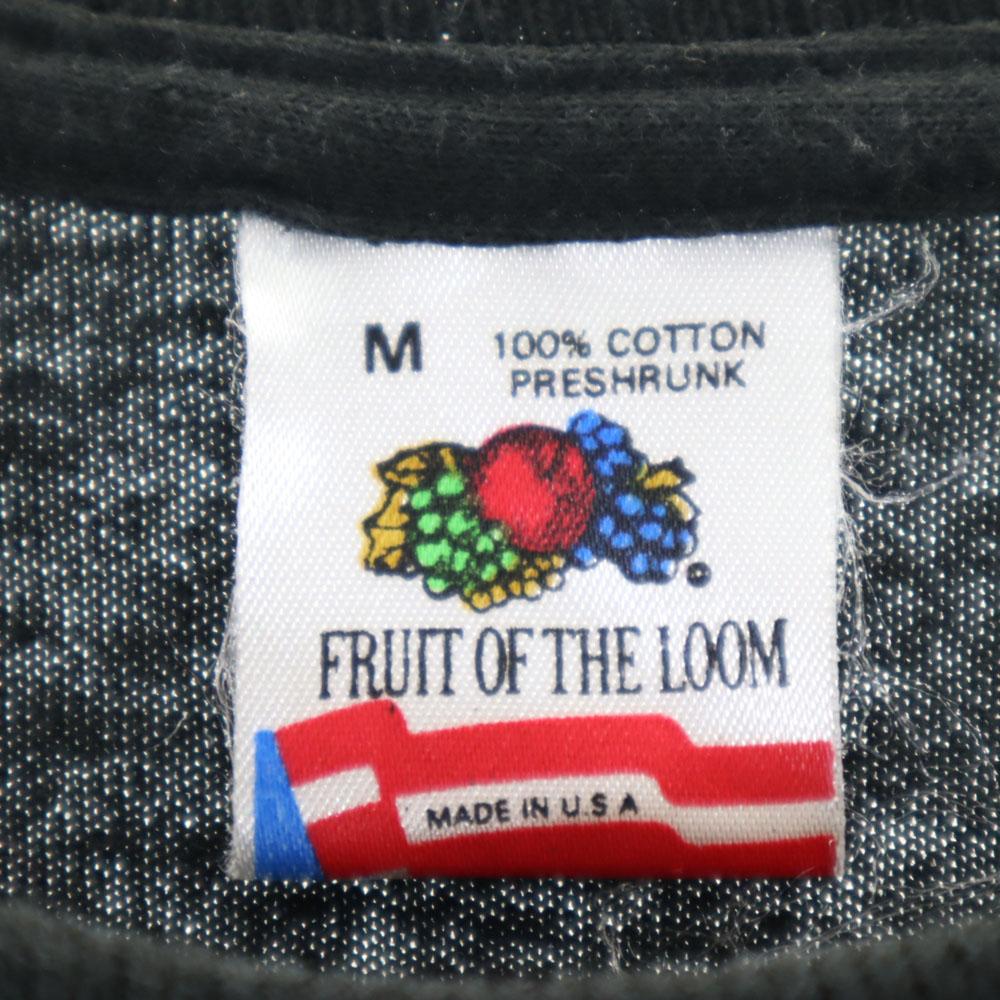 M
100% COTTON
PRESHRUNK
FRUIT OF THE LOOM
MADE IN U.S A